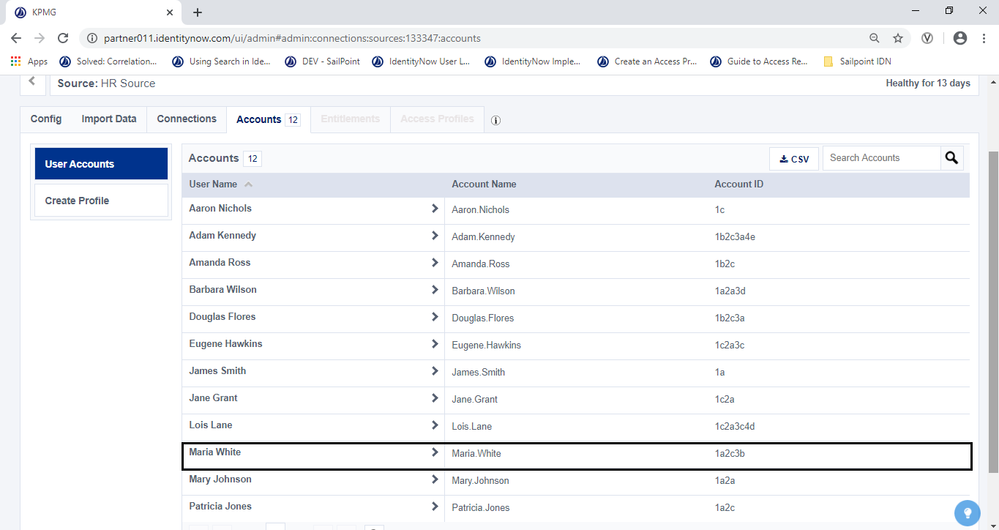 KPMG
partner011.identitynow.com/ui/admin#admin:connections:sources:133347:accounts
Apps Solved: Correlation... Using Search in Ide... DEV - SailPoint IdentityNow User L... IdentityNow Imple... Create an Access Pr... Guide to Access Re... Sailpoint IDN
Source: HR Source Healthy for 13 days
Config Import Data Connections Accounts 12 Entitlements Access Profiles
User Accounts
Create Profile
Accounts 12 CSV Search Accounts
User Name Account Name Account ID
Aaron Nichols Aaron.Nichols 1c
Adam Kennedy Adam.Kennedy 1b2c3a4e
Amanda Ross Amanda.Ross 1b2c
Barbara Wilson Barbara.Wilson 1a2a3d
Douglas Flores Douglas.Flores 1b2c3a
Eugene Hawkins Eugene.Hawkins 1c2a3c
James Smith James.Smith 1a
Jane Grant Jane.Grant 1c2a
Lois Lane Lois.Lane 1c2a3c4d
Maria White Maria.White 1a2c3b
Mary Johnson Mary.Johnson 1a2a
Patricia Jones Patricia.Jones 1a2c